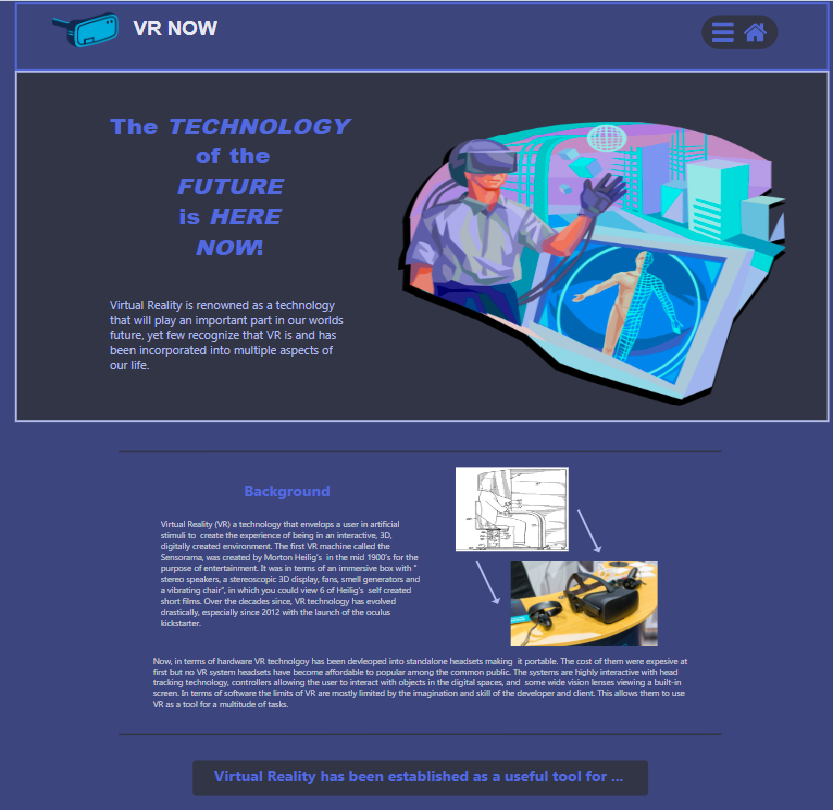 VR NOW
The TECHNOLOGY
of the
FUTURE
is HERE
NOW!
Virtual Reality is renowned as a technology
that will play an important part in our worlds
future, yet few recognize that VR is and has
been incorporated into multiple aspects of
our life.
Background
Virtual Reality (VR) a technology that envelops a user in artificial
stimuli to create the experience of being in an interactive, 3D,
digitally created environment. The first VR machine called the
Sensorama, was created by Morton Heilig"s in the mid 1900's for the
purpose of entertainment. It was in terms of an immersive box with "
stereo speakers, a stereoscopic 3D display, fans, smell generators and
a vibrating chair", in which you could view 6 of Heilig's self created
short films. Over the decades since, VR technology has evolved
drastically, especially since 2012 with the launch of the oculus
kickstarter.
Now, in terms of hardware VR technolgoy has been devleoped into standalone headsets making it portable. The cost of them were expesive at
first but no VR system headsets have become affordable to popular among the common public. The systems are highly interactive with head
tracking technology, controllers allowing the user to interact with objects in the digital spaces, and some wide vision lenses viewing a built-in
screen. In terms of software the limits of VR are mostly limited by the imagination and skill of the developer and client. This allows them to use
VR as a tool for a multitude of tasks.
Virtual Reality has been established as a useful tool for ...